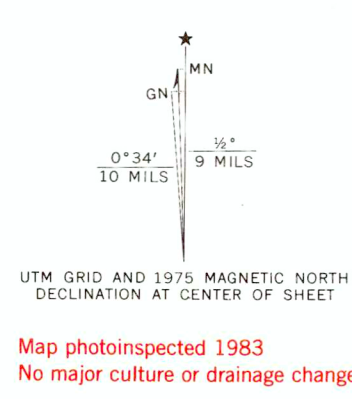 ★
MN
GN
½°
0°34′
9 MILS
10 MILS
UTM GRID AND 1975 MAGNETIC NORTH
DECLINATION AT CENTER OF SHEET
Map photoinspected 1983
No major culture or drainage change